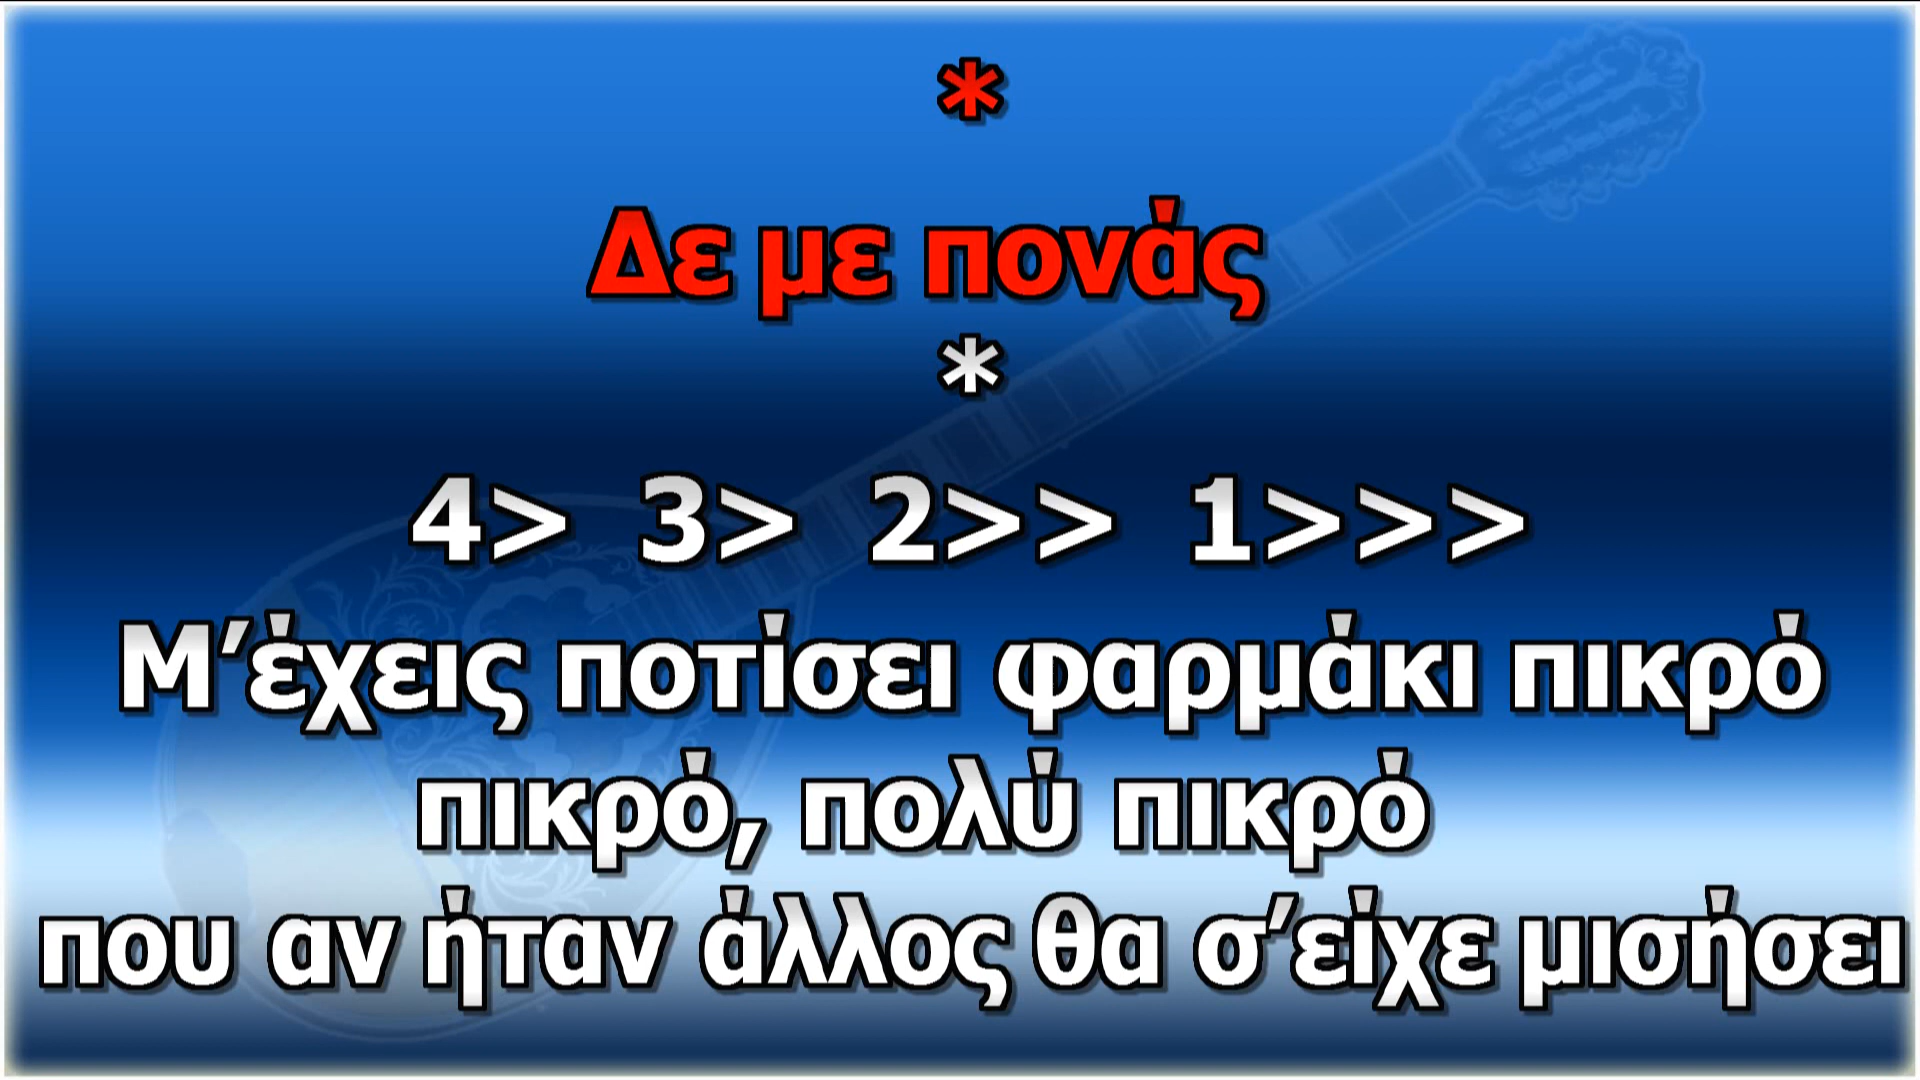 *
Δε με πονάς
*
4> 3> 2>> 1>>>
Μ΄έχεις ποτίσει φαρμάκι πικρό
πικρό, πολύ πικρό
που αν ήταν άλλος θα σ΄είχε μισήσει